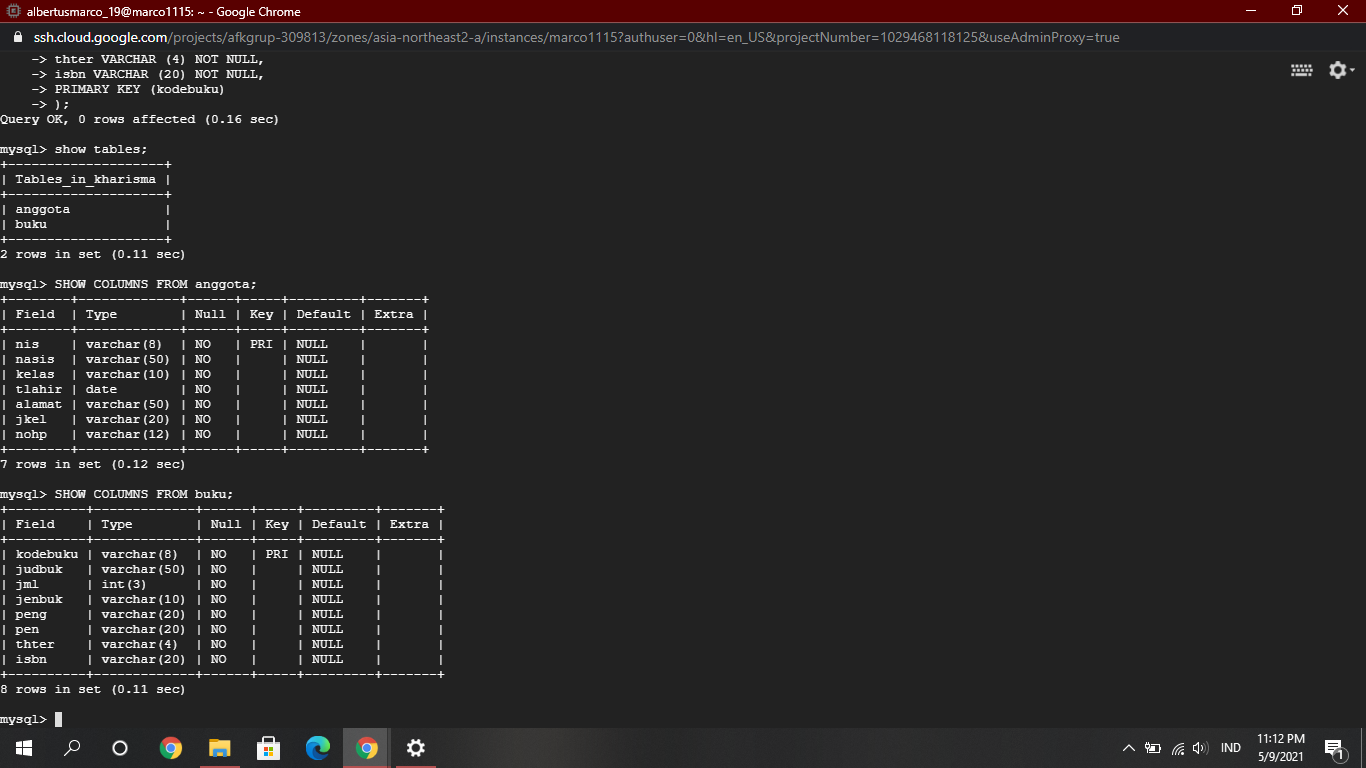 albertusmarco_19@marco1115: ~ - Google Chrome
ssh.cloud.google.com/projects/afkgrup-309813/zones/asia-northeast2-a/instances/marco1115?authuser=0&hl=en_US&projectNumber=1029468118125&useAdminProxy=true
    -> thter VARCHAR (4) NOT NULL,
    -> isbn VARCHAR (20) NOT NULL,
    -> PRIMARY KEY (kodebuku)
    -> );
Query OK, 0 rows affected (0.16 sec)
mysql> show tables;
+--------------------+
| Tables_in_kharisma |
+--------------------+
| anggota            |
| buku               |
+--------------------+
2 rows in set (0.11 sec)
mysql> SHOW COLUMNS FROM anggota;
+--------+-------------+------+-----+---------+-------+
| Field  | Type        | Null | Key | Default | Extra |
+--------+-------------+------+-----+---------+-------+
| nis    | varchar(8)  | NO   | PRI | NULL    |       |
| nasis  | varchar(50) | NO   |     | NULL    |       |
| kelas  | varchar(10) | NO   |     | NULL    |       |
| tlahir | date        | NO   |     | NULL    |       |
| alamat | varchar(50) | NO   |     | NULL    |       |
| jkel   | varchar(20) | NO   |     | NULL    |       |
| nohp   | varchar(12) | NO   |     | NULL    |       |
+--------+-------------+------+-----+---------+-------+
7 rows in set (0.12 sec)
mysql> SHOW COLUMNS FROM buku;
+----------+-------------+------+-----+---------+-------+
| Field    | Type        | Null | Key | Default | Extra |
+----------+-------------+------+-----+---------+-------+
| kodebuku | varchar(8)  | NO   | PRI | NULL    |       |
| judbuk   | varchar(50) | NO   |     | NULL    |       |
| jml      | int(3)      | NO   |     | NULL    |       |
| jenbuk   | varchar(10) | NO   |     | NULL    |       |
| peng     | varchar(20) | NO   |     | NULL    |       |
| pen      | varchar(20) | NO   |     | NULL    |       |
| thter    | varchar(4)  | NO   |     | NULL    |       |
| isbn     | varchar(20) | NO   |     | NULL    |       |
+----------+-------------+------+-----+---------+-------+
8 rows in set (0.11 sec)
mysql>
IND
11:12 PM
5/9/2021
1